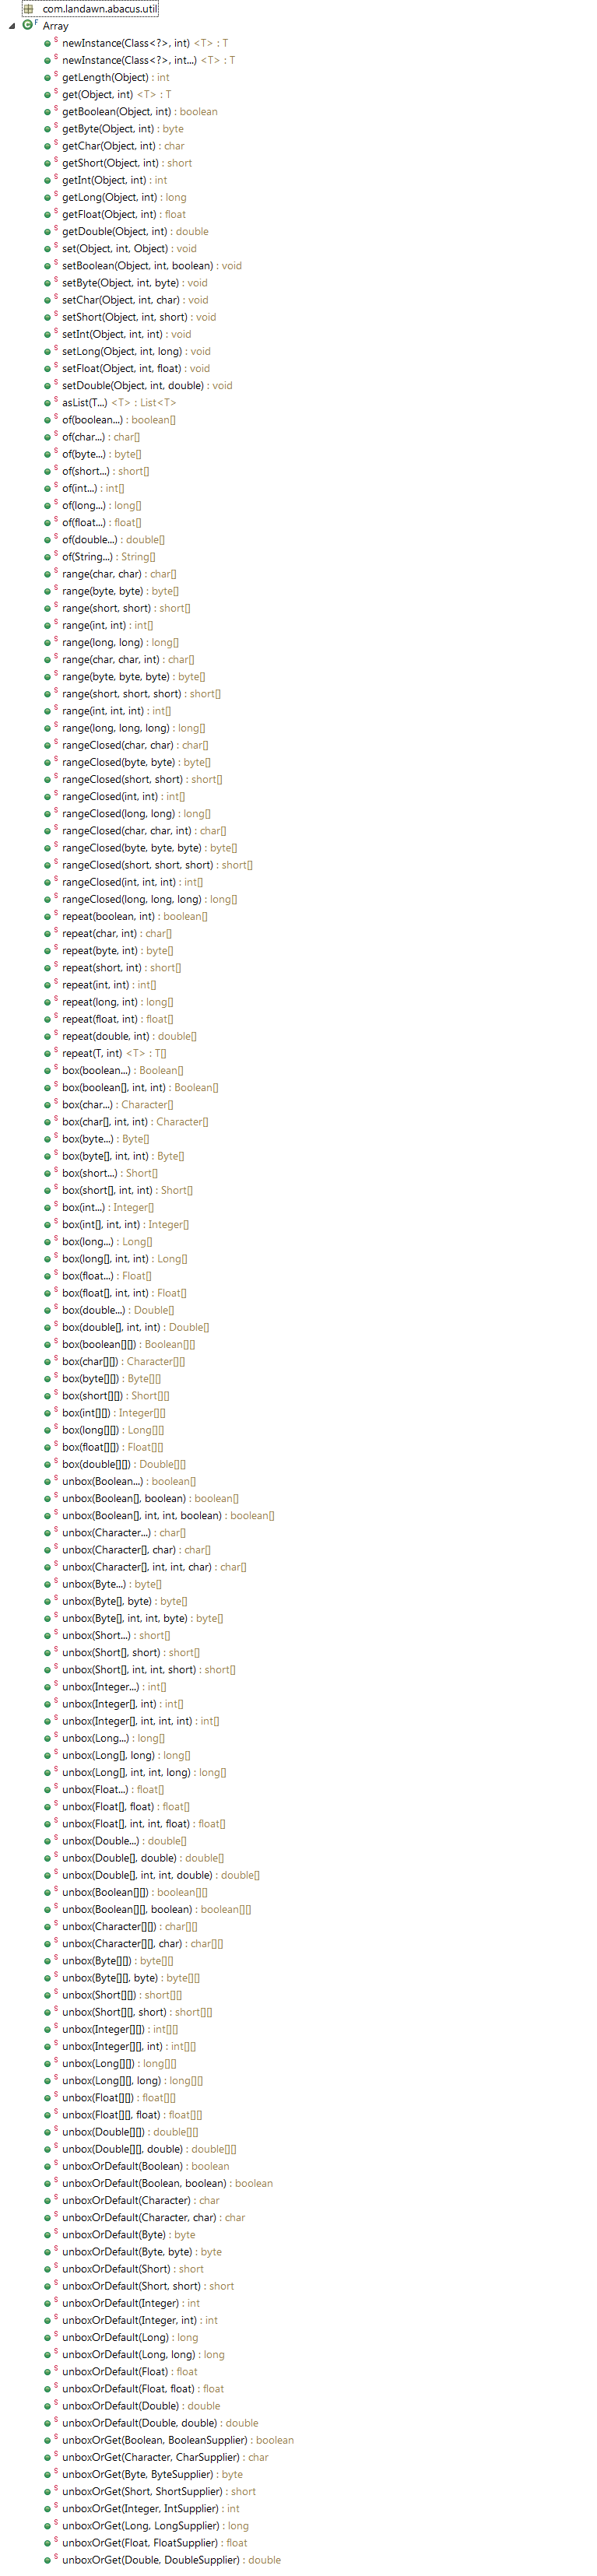 com.landawn.abacus.util
C F Array
S newInstance(Class<?>, int) <T> : T
S newInstance(Class<?>, int...) <T> : T
S getLength(Object) : int
S get(Object, int) <T> : T
S getBoolean(Object, int) : boolean
S getByte(Object, int) : byte
S getChar(Object, int) : char
S getShort(Object, int) : short
S getInt(Object, int) : int
S getLong(Object, int) : long
S getFloat(Object, int) : float
S getDouble(Object, int) : double
S set(Object, int, Object) : void
S setBoolean(Object, int, boolean) : void
S setByte(Object, int, byte) : void
S setChar(Object, int, char) : void
S setShort(Object, int, short) : void
S setInt(Object, int, int) : void
S setLong(Object, int, long) : void
S setFloat(Object, int, float) : void
S setDouble(Object, int, double) : void
S asList(T...) <T> : List<T>
S of(boolean...) : boolean[]
S of(char...) : char[]
S of(byte...) : byte[]
S of(short...) : short[]
S of(int...) : int[]
S of(long...) : long[]
S of(float...) : float[]
S of(double...) : double[]
S of(String...) : String[]
S range(char, char) : char[]
S range(byte, byte) : byte[]
S range(short, short) : short[]
S range(int, int) : int[]
S range(long, long) : long[]
S range(char, char, int) : char[]
S range(byte, byte, byte) : byte[]
S range(short, short, short) : short[]
S range(int, int, int) : int[]
S range(long, long, long) : long[]
S rangeClosed(char, char) : char[]
S rangeClosed(byte, byte) : byte[]
S rangeClosed(short, short) : short[]
S rangeClosed(int, int) : int[]
S rangeClosed(long, long) : long[]
S rangeClosed(char, char, int) : char[]
S rangeClosed(byte, byte, byte) : byte[]
S rangeClosed(short, short, short) : short[]
S rangeClosed(int, int, int) : int[]
S rangeClosed(long, long, long) : long[]
S repeat(boolean, int) : boolean[]
S repeat(char, int) : char[]
S repeat(byte, int) : byte[]
S repeat(short, int) : short[]
S repeat(int, int) : int[]
S repeat(long, int) : long[]
S repeat(float, int) : float[]
S repeat(double, int) : double[]
S repeat(T, int) <T> : T[]
S box(boolean...) : Boolean[]
S box(boolean[], int, int) : Boolean[]
S box(char...) : Character[]
S box(char[], int, int) : Character[]
S box(byte...) : Byte[]
S box(byte[], int, int) : Byte[]
S box(short...) : Short[]
S box(short[], int, int) : Short[]
S box(int...) : Integer[]
S box(int[], int, int) : Integer[]
S box(long...) : Long[]
S box(long[], int, int) : Long[]
S box(float...) : Float[]
S box(float[], int, int) : Float[]
S box(double...) : Double[]
S box(double[], int, int) : Double[]
S box(boolean[][]) : Boolean[][]
S box(char[][]) : Character[][]
S box(byte[][]) : Byte[][]
S box(short[][]) : Short[][]
S box(int[][]) : Integer[][]
S box(long[][]) : Long[][]
S box(float[][]) : Float[][]
S box(double[][]) : Double[][]
S unbox(Boolean...) : boolean[]
S unbox(Boolean[], boolean) : boolean[]
S unbox(Boolean[], int, int, boolean) : boolean[]
S unbox(Character...) : char[]
S unbox(Character[], char) : char[]
S unbox(Character[], int, int, char) : char[]
S unbox(Byte...) : byte[]
S unbox(Byte[], byte) : byte[]
S unbox(Byte[], int, int, byte) : byte[]
S unbox(Short...) : short[]
S unbox(Short[], short) : short[]
S unbox(Short[], int, int, short) : short[]
S unbox(Integer...) : int[]
S unbox(Integer[], int) : int[]
S unbox(Integer[], int, int, int) : int[]
S unbox(Long...) : long[]
S unbox(Long[], long) : long[]
S unbox(Long[], int, int, long) : long[]
S unbox(Float...) : float[]
S unbox(Float[], float) : float[]
S unbox(Float[], int, int, float) : float[]
S unbox(Double...) : double[]
S unbox(Double[], double) : double[]
S unbox(Double[], int, int, double) : double[]
S unbox(Boolean[][]) : boolean[][]
S unbox(Boolean[][], boolean) : boolean[][]
S unbox(Character[][]) : char[][]
S unbox(Character[][], char) : char[][]
S unbox(Byte[][]) : byte[][]
S unbox(Byte[][], byte) : byte[][]
S unbox(Short[][]) : short[][]
S unbox(Short[][], short) : short[][]
S unbox(Integer[][]) : int[][]
S unbox(Integer[][], int) : int[][]
S unbox(Long[][]) : long[][]
S unbox(Long[][], long) : long[][]
S unbox(Float[][]) : float[][]
S unbox(Float[][], float) : float[][]
S unbox(Double[][]) : double[][]
S unbox(Double[][], double) : double[][]
S unboxOrDefault(Boolean) : boolean
S unboxOrDefault(Boolean, boolean) : boolean
S unboxOrDefault(Character) : char
S unboxOrDefault(Character, char) : char
S unboxOrDefault(Byte) : byte
S unboxOrDefault(Byte, byte) : byte
S unboxOrDefault(Short) : short
S unboxOrDefault(Short, short) : short
S unboxOrDefault(Integer) : int
S unboxOrDefault(Integer, int) : int
S unboxOrDefault(Long) : long
S unboxOrDefault(Long, long) : long
S unboxOrDefault(Float) : float
S unboxOrDefault(Float, float) : float
S unboxOrDefault(Double) : double
S unboxOrDefault(Double, double) : double
S unboxOrGet(Boolean, BooleanSupplier) : boolean
S unboxOrGet(Character, CharSupplier) : char
S unboxOrGet(Byte, ByteSupplier) : byte
S unboxOrGet(Short, ShortSupplier) : short
S unboxOrGet(Integer, IntSupplier) : int
S unboxOrGet(Long, LongSupplier) : long
S unboxOrGet(Float, FloatSupplier) : float
S unboxOrGet(Double, DoubleSupplier) : double